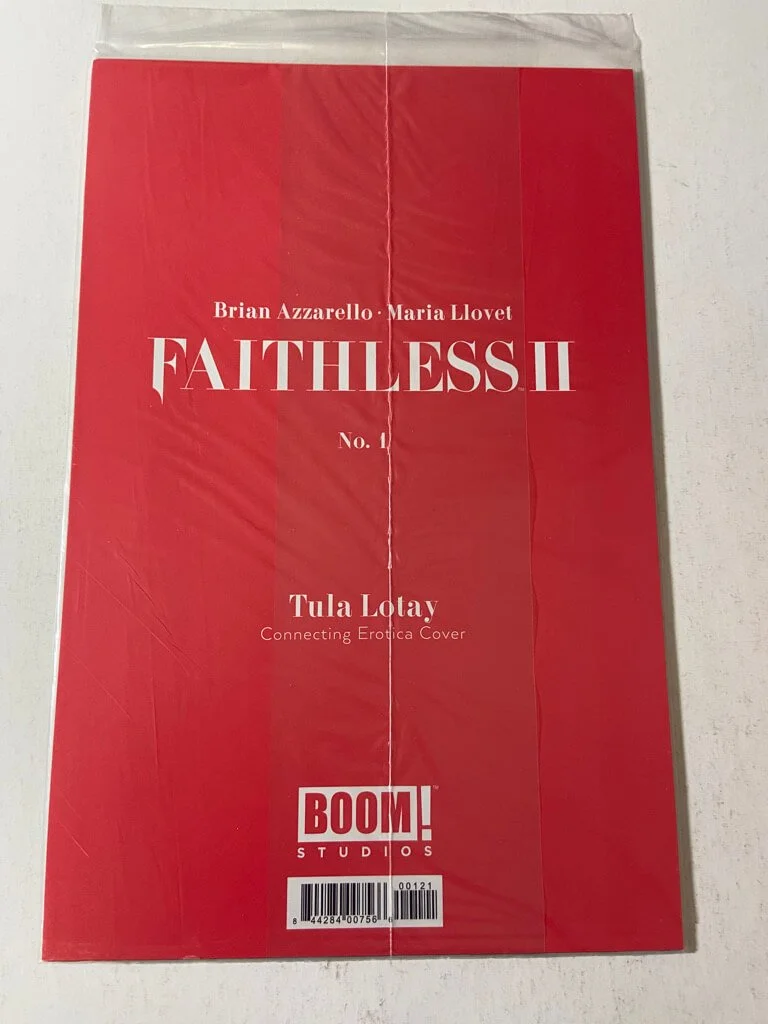 Brian Azzarello · Maria Llovet
FAITHLESS II
No. 1
Tula Lotay
Connecting Erotica Cover
BOOM!™
STUDIOS
00121
8 44284 00756 6